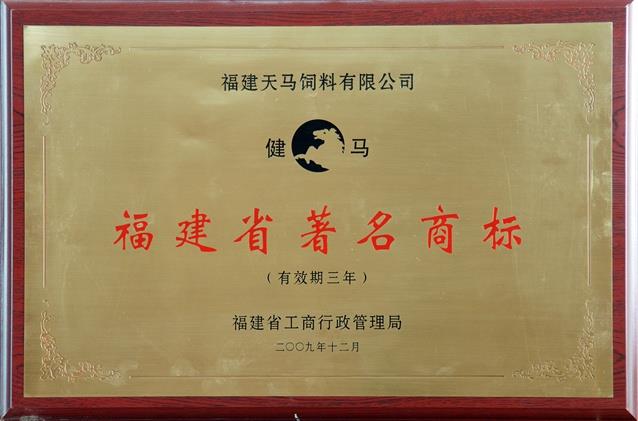 福建天马饲料有限公司
健 马
福建省著名商标
（有效期三年）
福建省工商行政管理局
二〇〇九年十二月